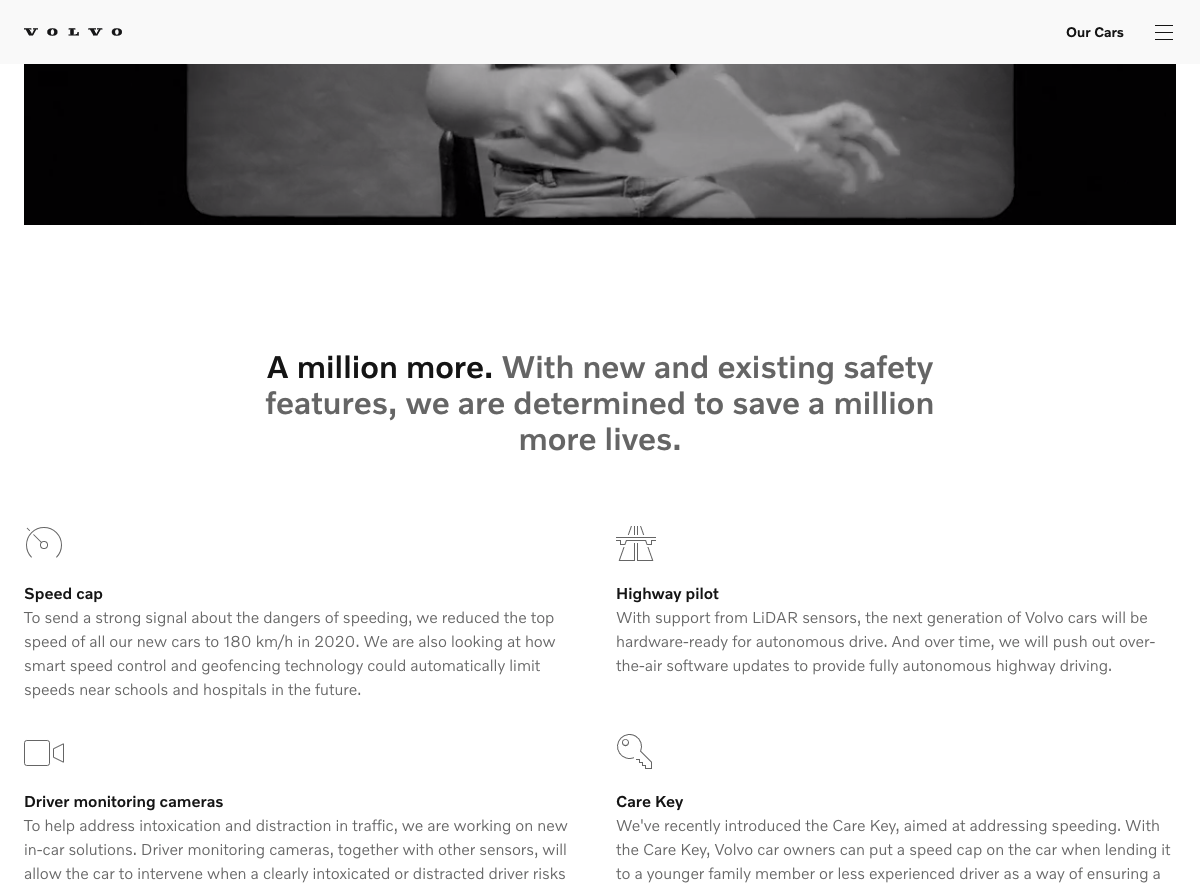 VOLVO
Our Cars
A million more. With new and existing safety
features, we are determined to save a million
more lives.
Speed cap
To send a strong signal about the dangers of speeding, we reduced the top
speed of all our new cars to 180 km/h in 2020. We are also looking at how
smart speed control and geofencing technology could automatically limit
speeds near schools and hospitals in the future.
Highway pilot
With support from LiDAR sensors, the next generation of Volvo cars will be
hardware-ready for autonomous drive. And over time, we will push out over-
the-air software updates to provide fully autonomous highway driving.
Driver monitoring cameras
To help address intoxication and distraction in traffic, we are working on new
in-car solutions. Driver monitoring cameras, together with other sensors, will
allow the car to intervene when a clearly intoxicated or distracted driver risks
Care Key
We've recently introduced the Care Key, aimed at addressing speeding. With
the Care Key, Volvo car owners can put a speed cap on the car when lending it
to a younger family member or less experienced driver as a way of ensuring a